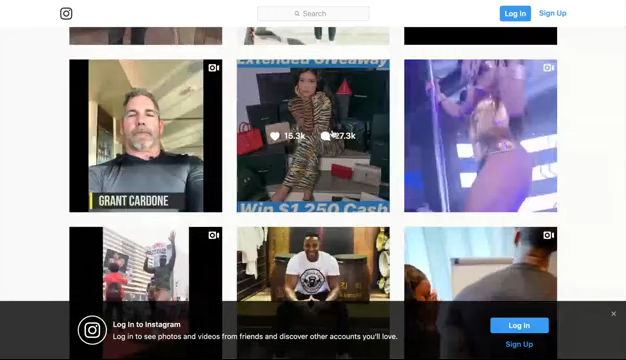 Search
Log In
Sign Up
Extended Giveaway
15.3k
27.3k
GRANT CARDONE
Win $1,250 Cash
Log In to Instagram
Log in to see photos and videos from friends and discover other accounts you'll love.
Log In
Sign Up